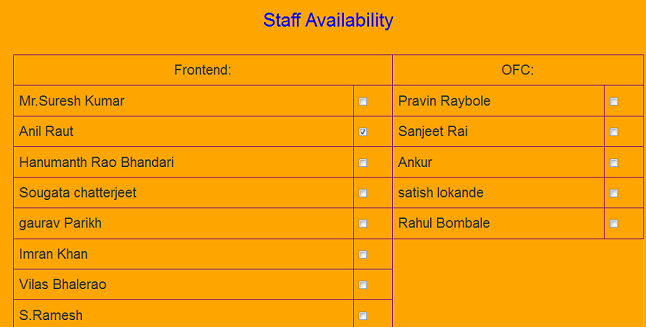 Staff Availability
Frontend: OFC:
Mr.Suresh Kumar Pravin Raybole
Anil Raut Sanjeet Rai
Hanumanth Rao Bhandari Ankur
Sougata chatterjeet satish lokande
gaurav Parikh Rahul Bombale
Imran Khan
Vilas Bhalerao
S.Ramesh